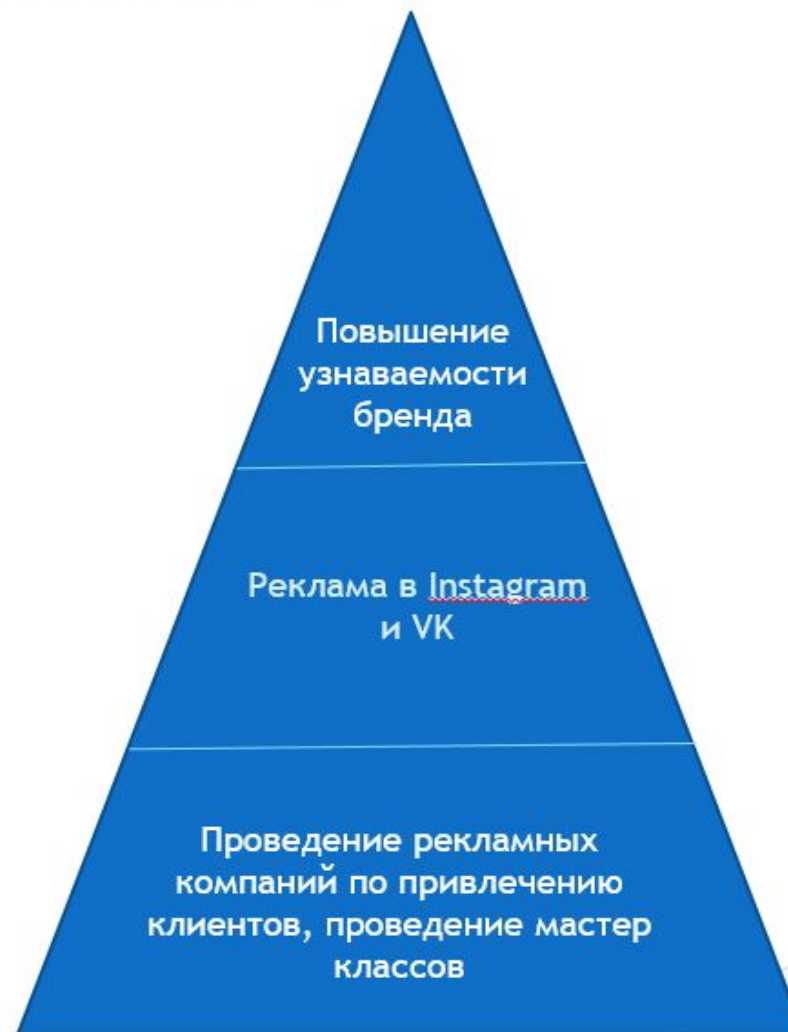 Повышение
узнаваемости
бренда
Реклама в Instagram
и VK
Проведение рекламных
компаний по привлечению
клиентов, проведение мастер
классов